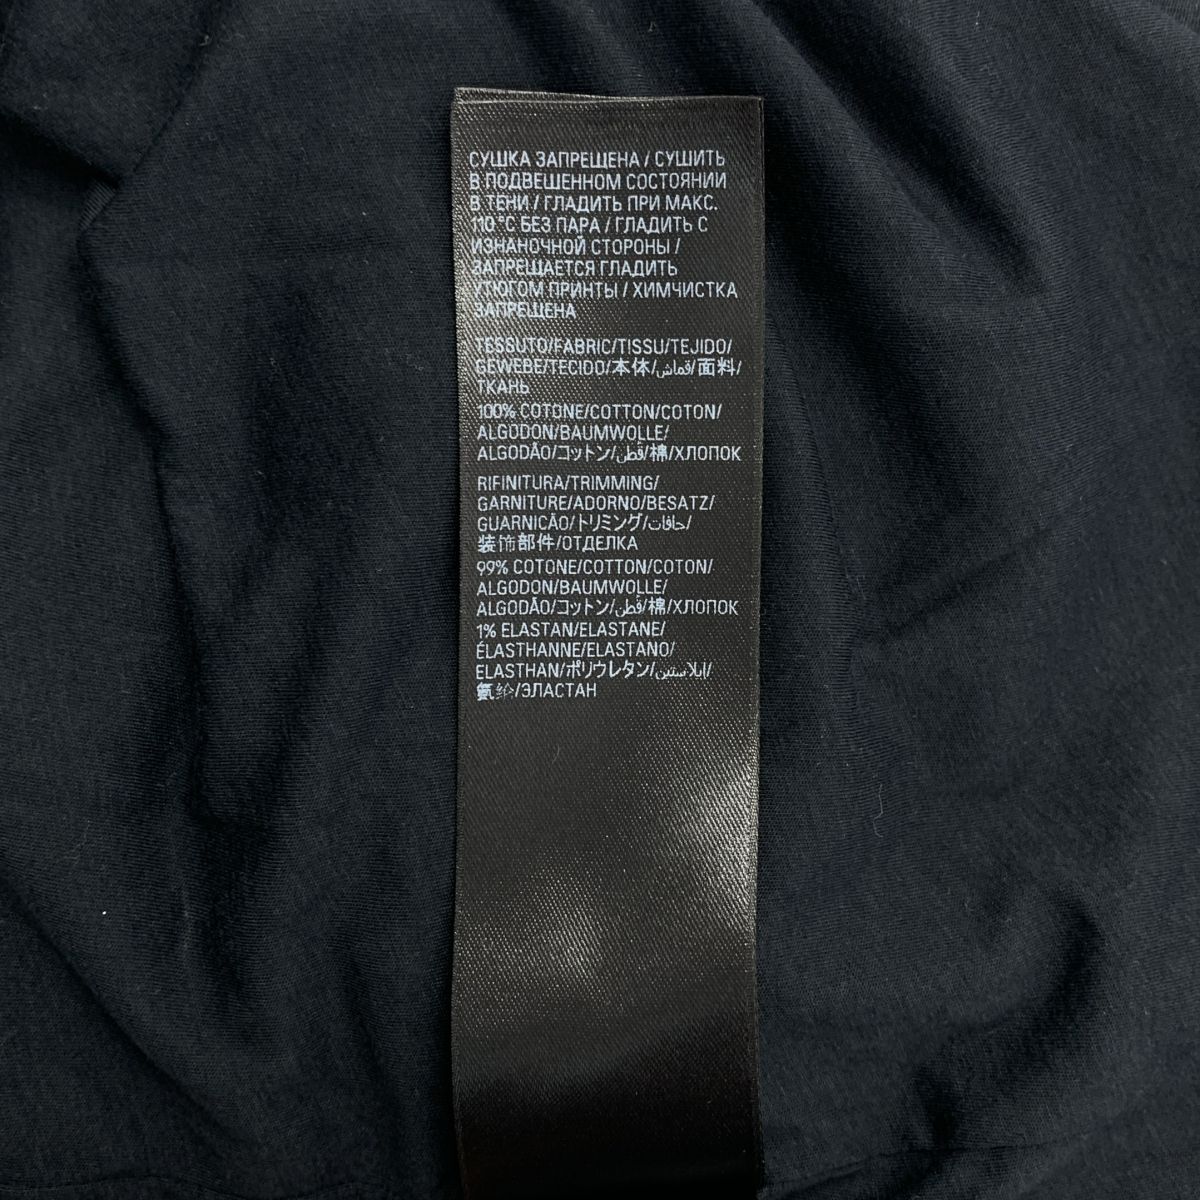 СУШКА ЗАПРЕЩЕНА / СУШИТЬ
В ПОДВЕШЕННОМ СОСТОЯНИИ
В ТЕНИ / ГЛАДИТЬ ПРИ МАКС.
110 °C БЕЗ ПАРА / ГЛАДИТЬ С
ИЗНАНОЧНОЙ СТОРОНЫ /
ЗАПРЕЩАЕТСЯ ГЛАДИТЬ
УТЮГОМ ПРИНТЫ / ХИМЧИСТКА
ЗАПРЕЩЕНА
TESSUTO/FABRIC/TISSU/TEJIDO/
GEWEBE/TECIDO/本体/قماش/面料/
ТКАНЬ
100% COTONE/COTTON/COTON/
ALGODON/BAUMWOLLE/
ALGODÃO/コットン/قطن/棉/ХЛОПОК
RIFINITURA/TRIMMING/
GARNITURE/ADORNO/BESATZ/
GUARNICÃO/トリミング/حافات/
装饰部件/ОТДЕЛКА
99% COTONE/COTTON/COTON/
ALGODON/BAUMWOLLE/
ALGODÃO/コットン/قطن/棉/ХЛОПОК
1% ELASTAN/ELASTANE/
ÉLASTHANNE/ELASTANO/
ELASTHAN/ポリウレタン/إيلاستين/
氨纶/ЭЛАСТАН